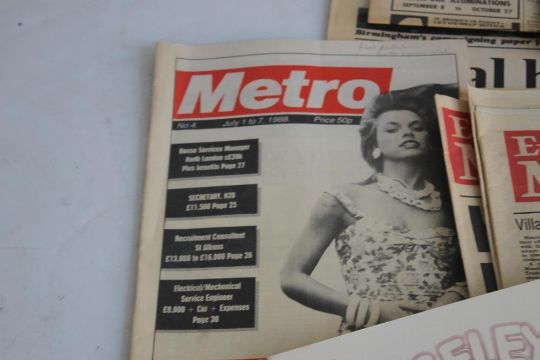 SEPTEMBER 8 to OCTOBER 27
Birmingham's campaigning paper
al h
Metro
No 4. July 1 to 7, 1988. Price 50p
House Services Manager
North London c£20k
Plus benefits Page 27
SECRETARY, N20
£11,500 Page 25
Recruitment Consultant
St Albans
£13,000 to £16,000 Page 26
Electrical/Mechanical
Service Engineer
£9,000 + Car + Expenses
Page 30
E
M
E
M
Villa